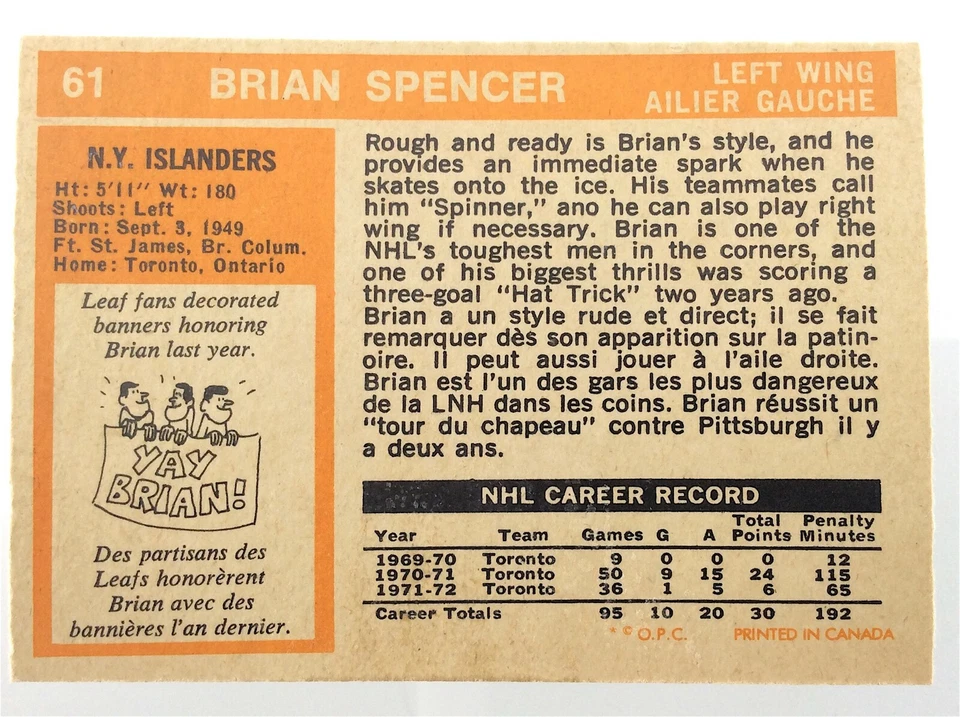 61 BRIAN SPENCER LEFT WING
AILIER GAUCHE
N.Y. ISLANDERS
Ht: 5'11" Wt: 180
Shoots: Left
Born: Sept. 3, 1949
Ft. St. James, Br. Colum.
Home: Toronto, Ontario
Leaf fans decorated
banners honoring
Brian last year.
YAY
BRIAN!
Des partisans des
Leafs honorèrent
Brian avec des
bannières l'an dernier.
Rough and ready is Brian's style, and he
provides an immediate spark when he
skates onto the ice. His teammates call
him "Spinner," ano he can also play right
wing if necessary. Brian is one of the
NHL's toughest men in the corners, and
one of his biggest thrills was scoring a
three-goal "Hat Trick" two years ago.
Brian a un style rude et direct; il se fait
remarquer dès son apparition sur la patin-
oire. Il peut aussi jouer à l'aile droite.
Brian est l'un des gars les plus dangereux
de la LNH dans les coins. Brian réussit un
"tour du chapeau" contre Pittsburgh il y
a deux ans.
NHL CAREER RECORD
Year Team Games G A Total Points Penalty Minutes
1969-70 Toronto 9 0 0 0 12
1970-71 Toronto 50 9 15 24 115
1971-72 Toronto 36 1 5 6 65
Career Totals 95 10 20 30 192
* © O.P.C. PRINTED IN CANADA